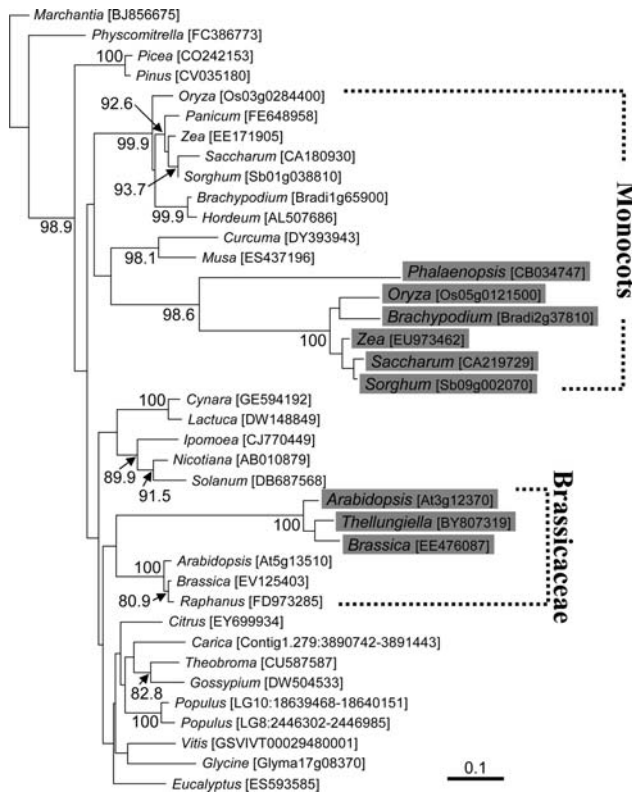 Marchantia [BJ856675]
Physcomitrella [FC386773]
100
Picea [CO242153]
Pinus [CV035180]
Oryza [Os03g0284400]
92.6
Panicum [FE648958]
Zea [EE171905]
99.9
Saccharum [CA180930]
93.7
Sorghum [Sb01g038810]
Brachypodium [Bradi1g65900]
99.9
Hordeum [AL507686]
98.9
Curcuma [DY393943]
98.1
Musa [ES437196]
Phalaenopsis [CB034747]
Oryza [Os05g0121500]
98.6
Brachypodium [Bradi2g37810]
100
Zea [EU973462]
Saccharum [CA219729]
Sorghum [Sb09g002070]
Monocots
100
Cynara [GE594192]
Lactuca [DW148849]
Ipomoea [CJ770449]
89.9
Nicotiana [AB010879]
91.5
Solanum [DB687568]
Arabidopsis [At3g12370]
100
Thellungiella [BY807319]
Brassica [EE476087]
100
Arabidopsis [At5g13510]
Brassica [EV125403]
80.9
Raphanus [FD973285]
Brassicaceae
Citrus [EY699934]
Carica [Contig1.279:3890742-3891443]
Theobroma [CU587587]
82.8
Gossypium [DW504533]
Populus [LG10:18639468-18640151]
100
Populus [LG8:2446302-2446985]
Vitis [GSVIVT00029480001]
Glycine [Glyma17g08370]
Eucalyptus [ES593585]
0.1